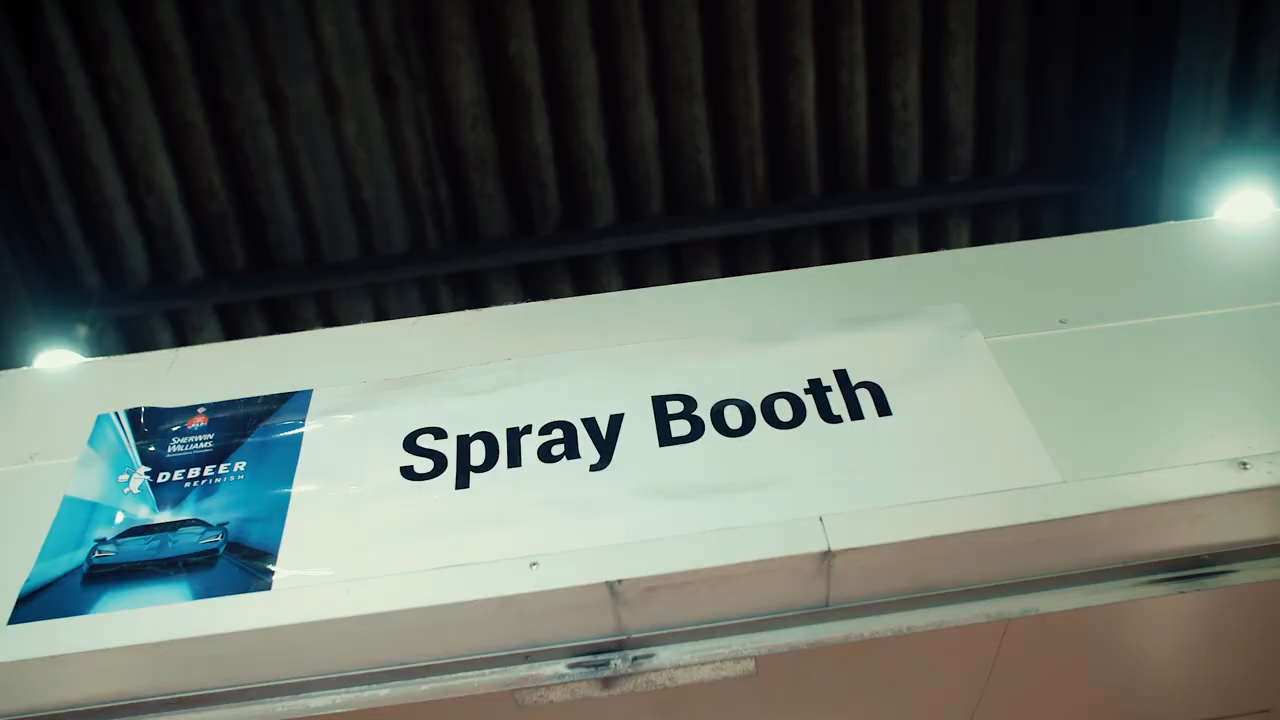 SHERWIN
WILLIAMS.
DEBEER
REFINISH
Spray Booth